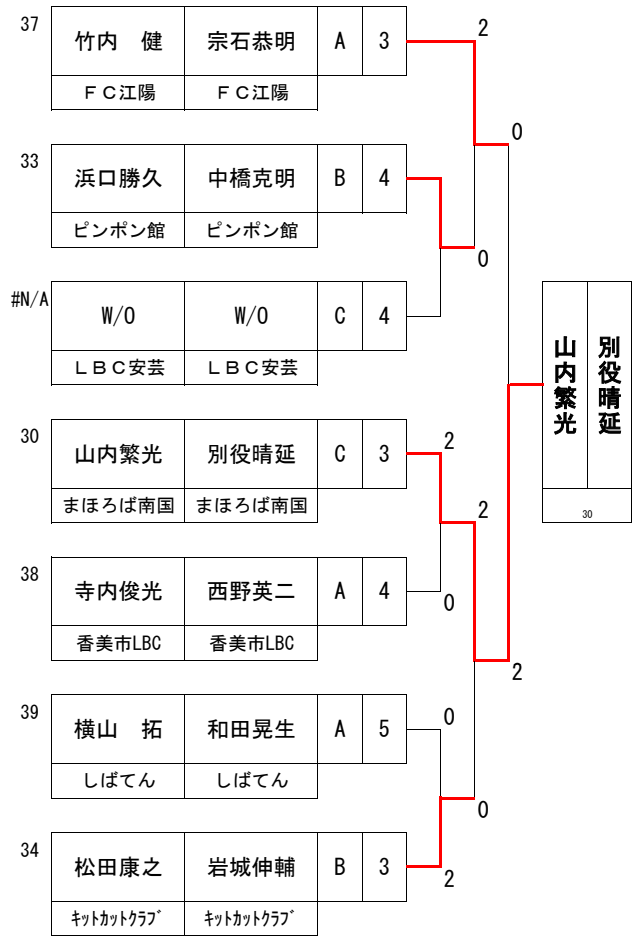 37 竹内　健 宗石恭明 A 3 2
ＦＣ江陽 ＦＣ江陽
0
33 浜口勝久 中橋克明 B 4
ピンポン館 ピンポン館 0
#N/A W/O W/O C 4
ＬＢＣ安芸 ＬＢＣ安芸
山内繁光 別役晴延
30
30 山内繁光 別役晴延 C 3 2
まほろば南国 まほろば南国 2
38 寺内俊光 西野英二 A 4 0
香美市LBC 香美市LBC
2
39 横山　拓 和田晃生 A 5 0
しばてん しばてん
0
34 松田康之 岩城伸輔 B 3 2
ｷｯﾄｶｯﾄｸﾗﾌﾞ ｷｯﾄｶｯﾄｸﾗﾌﾞ